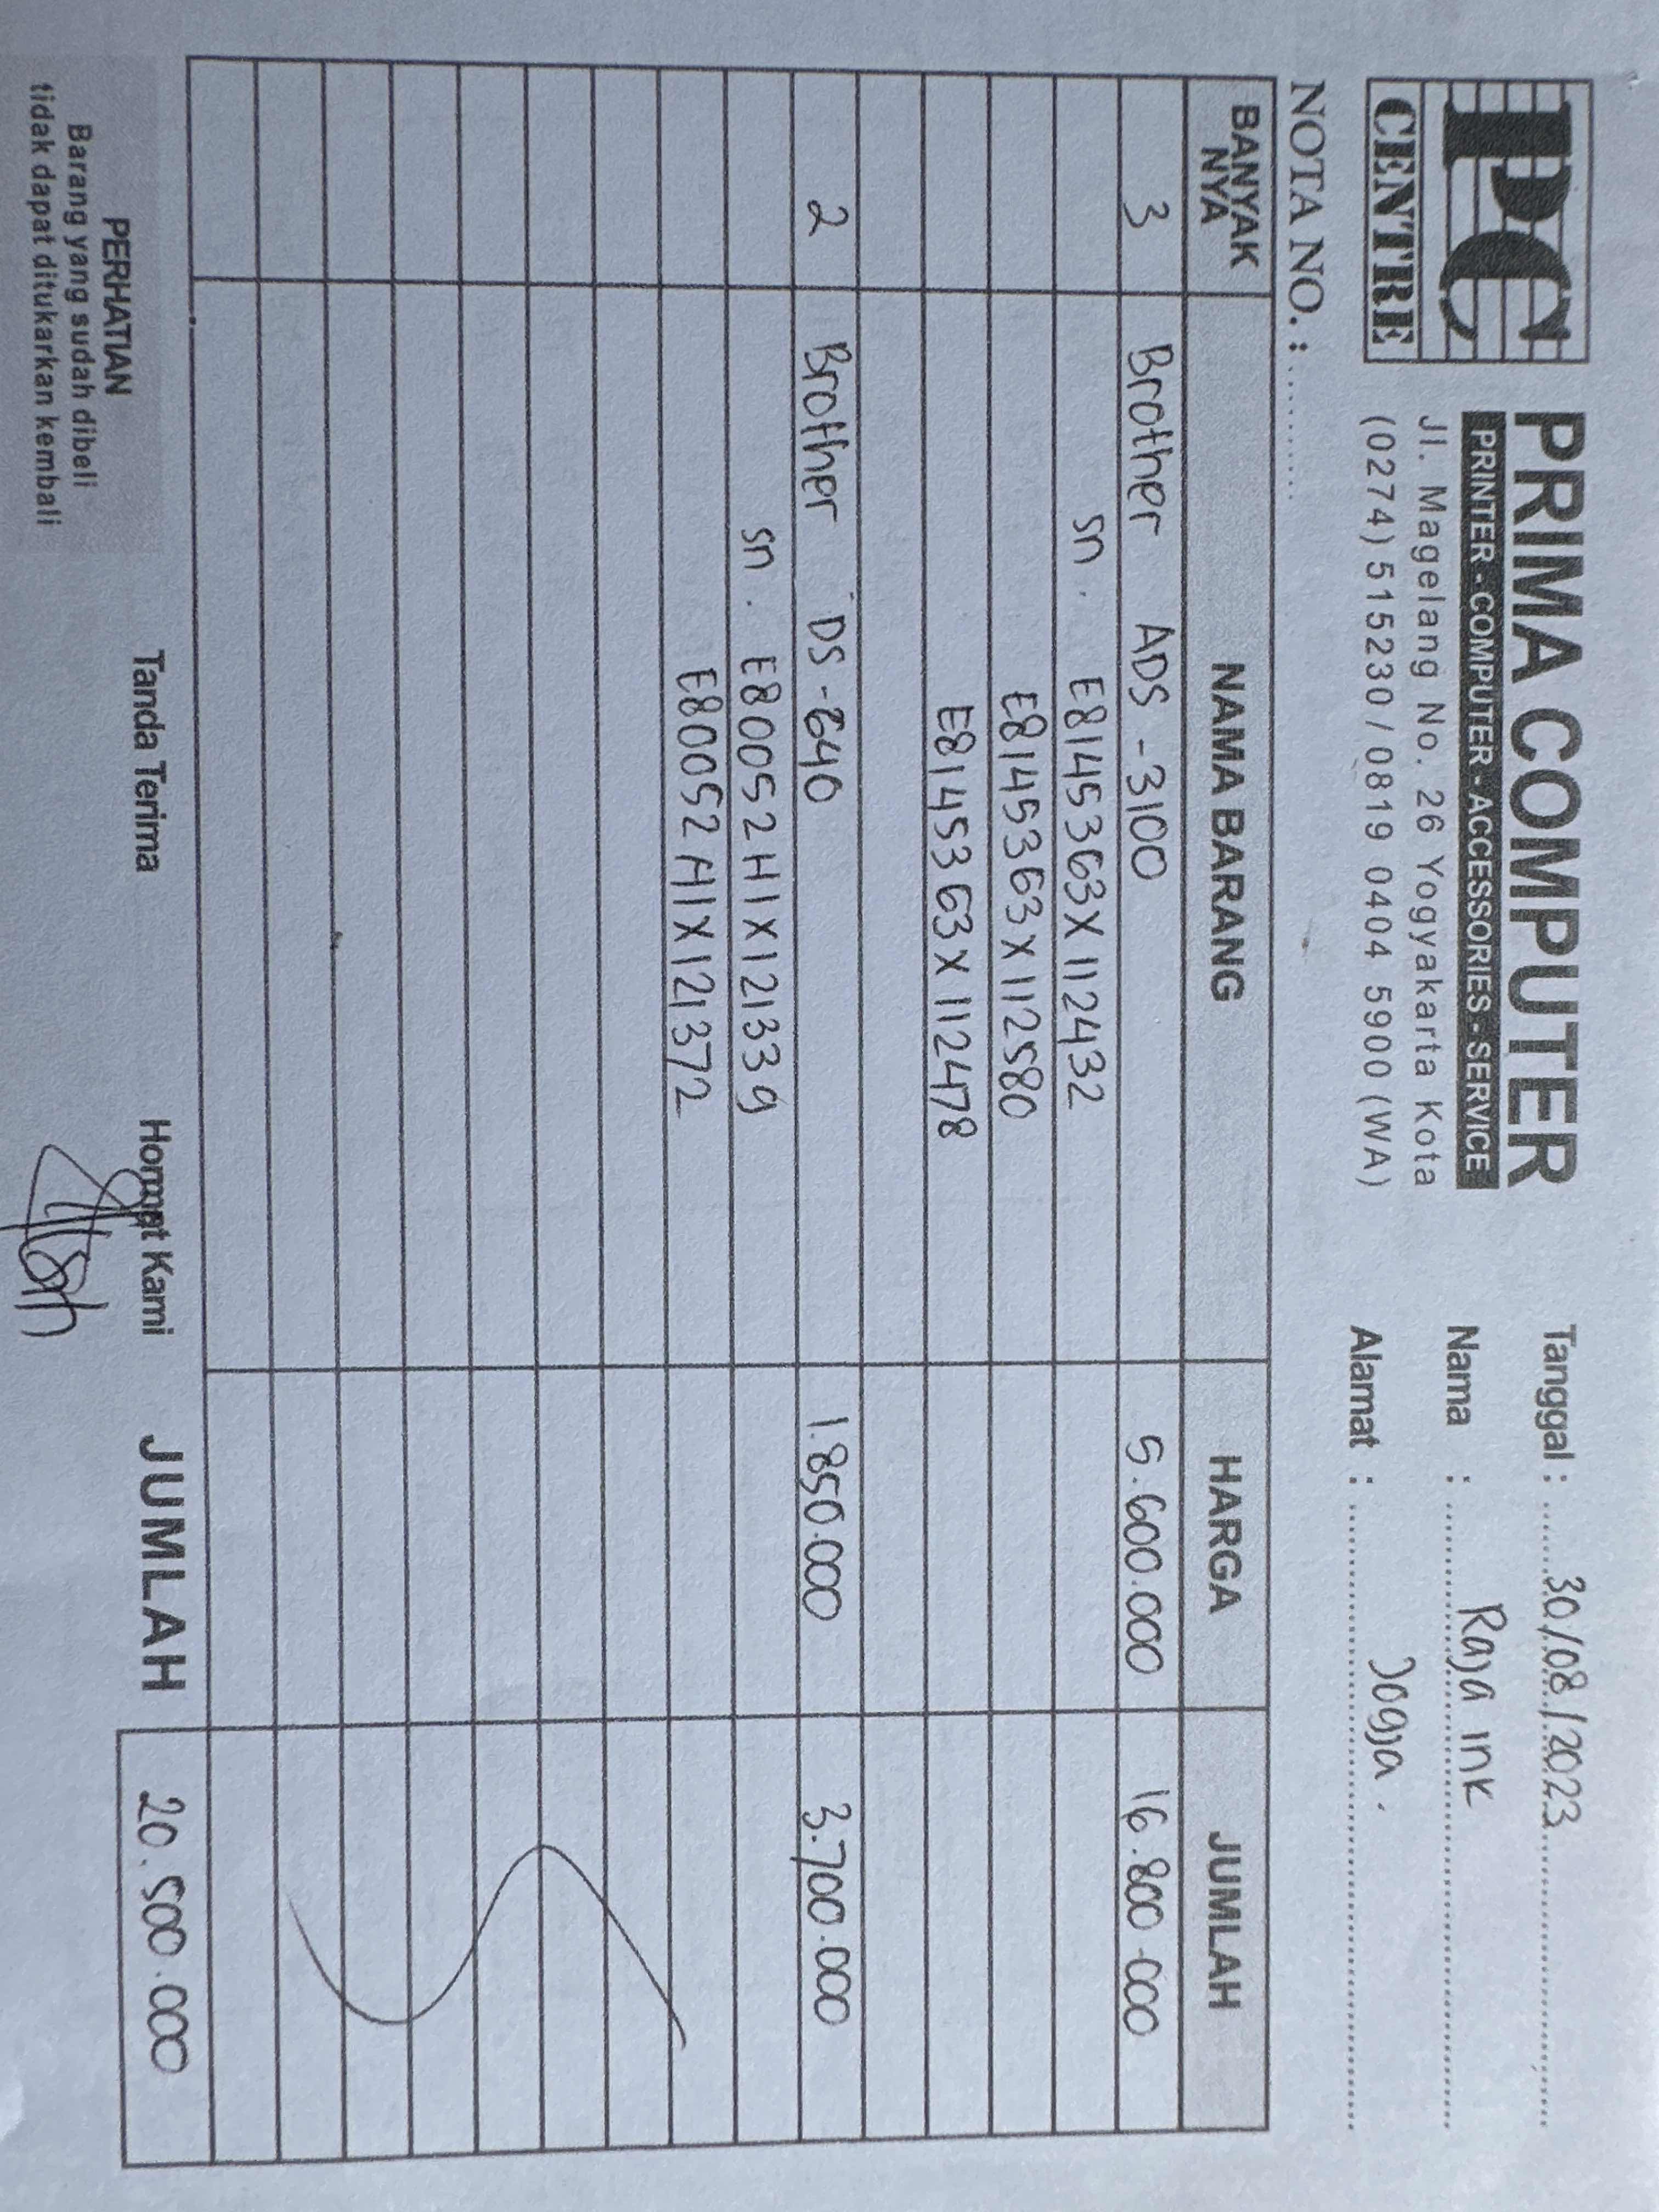 PC
CENTRE
PRIMA COMPUTER
PRINTER - COMPUTER - ACCESSORIES - SERVICE
Jl. Magelang No. 26 Yogyakarta Kota
(0274) 515230 / 0819 0404 5900 (WA)
Tanggal : 30/08/2023
Nama : Raja ink
Alamat : Jogja.
NOTA NO. :
BANYAK NYA NAMA BARANG HARGA JUMLAH
3 Brother ADS-3100 5.600.000 16.800.000
sn. E81453G63X112432
E81453G63X112580
E81453G63X112478
2 Brother DS-640 1.850.000 3.700.000
sn. E80052H1X121339
E80052H1X121372
PERHATIAN
Barang yang sudah dibeli
tidak dapat ditukarkan kembali
Tanda Terima
Hormat Kami
JUMLAH 20.500.000